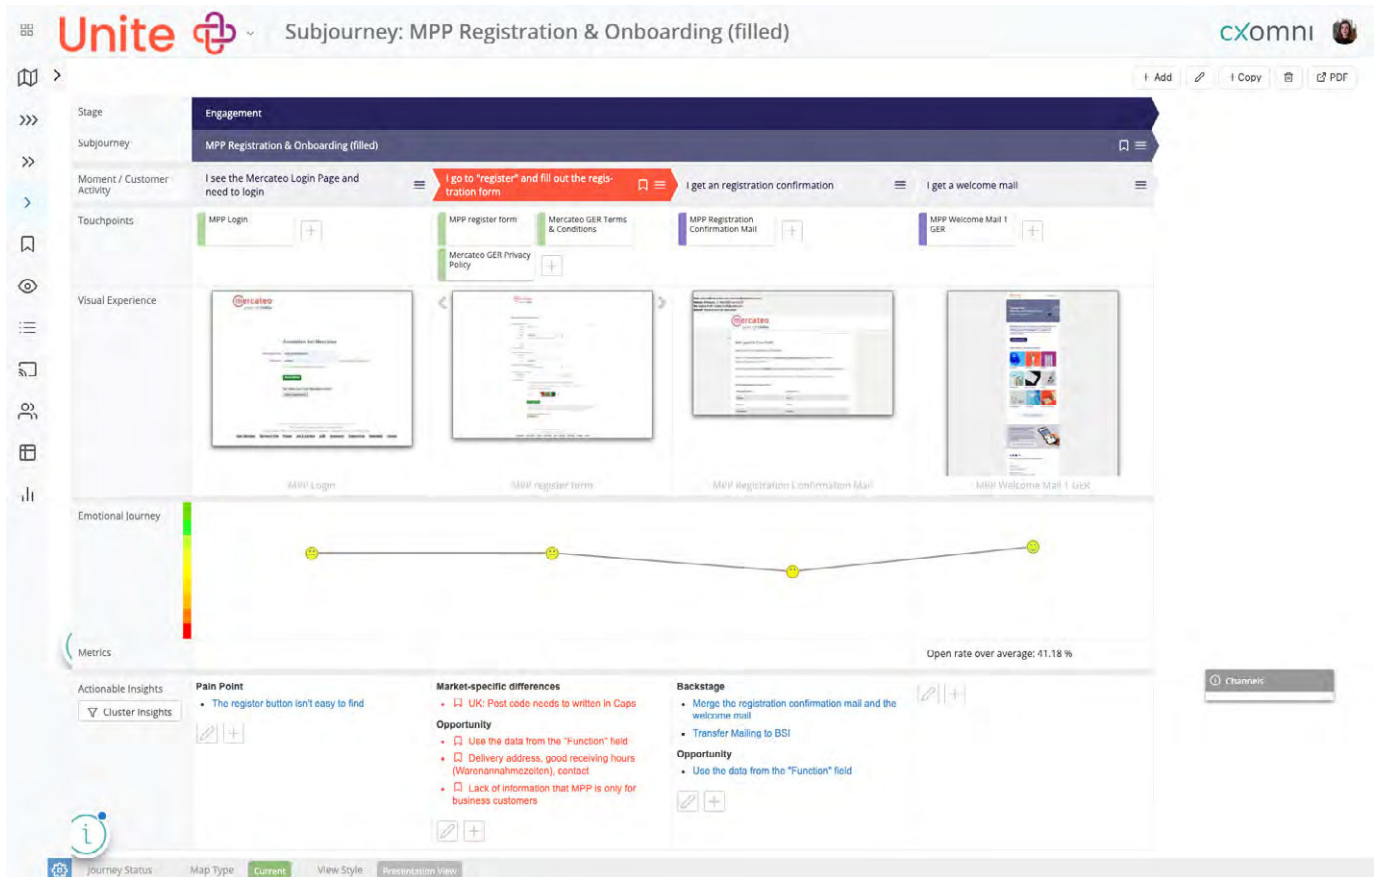 Unite
Subjourney: MPP Registration & Onboarding (filled)
cxomni
+ Add
+ Copy
PDF
Stage
Engagement
Subjourney
MPP Registration & Onboarding (filled)
Moment / Customer
Activity
I see the Mercateo Login Page and
need to login
I go to "register" and fill out the regis-
tration form
I get an registration confirmation
I get a welcome mail
Touchpoints
MPP Login
MPP register form
Mercateo GER Terms
& Conditions
Mercateo GER Privacy
Policy
MPP Registration
Confirmation Mail
MPP Welcome Mail 1
GER
Visual Experience
mercateo
Anmelden bei Mercateo
mercateo
MPP Login
MPP register form
MPP Registration Confirmation Mail
MPP Welcome Mail 1 GER
Emotional Journey
Metrics
Open rate over average: 41.18 %
Actionable Insights
Cluster Insights
Pain Point
The register button isn't easy to find
Market-specific differences
UK: Post code needs to written in Caps
Opportunity
Use the data from the "Function" field
Delivery address, good receiving hours
(Warenannahmezeiten), contact
Lack of information that MPP is only for
business customers
Backstage
Merge the registration confirmation mail and the
welcome mail
Transfer Mailing to BSI
Opportunity
Use the data from the "Function" field
Channels
Journey Status
Map Type
Current
View Style
Presentation View